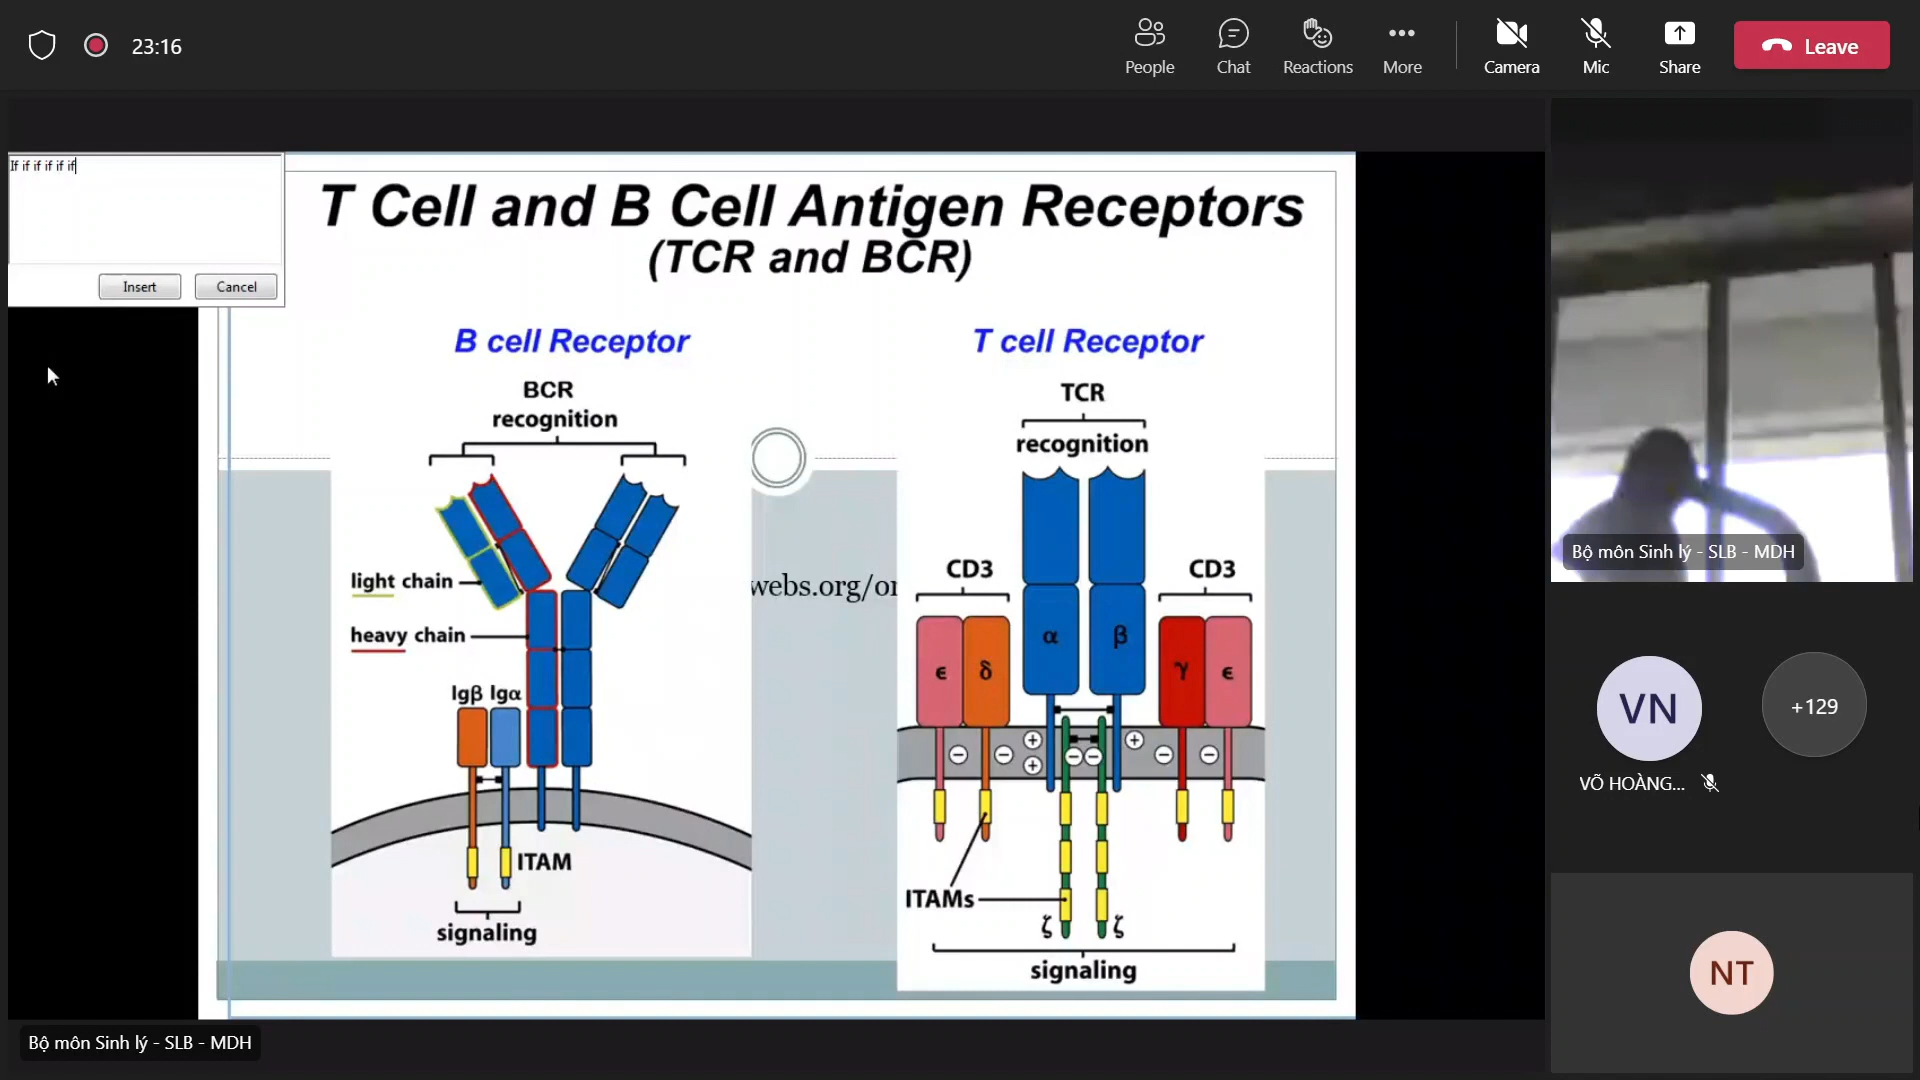 23:16
People
Chat
Reactions
More
Camera
Mic
Share
Leave
If if if if if if
Insert
Cancel
T Cell and B Cell Antigen Receptors
(TCR and BCR)
B cell Receptor
T cell Receptor
BCR
recognition
light chain
heavy chain
Igβ Igα
ITAM
signaling
webs.org/or
TCR
recognition
CD3
CD3
ε
δ
α
β
γ
ε
ITAMs
ζ
ζ
signaling
Bộ môn Sinh lý - SLB - MDH
VN
+129
VÕ HOÀNG...
NT
Bộ môn Sinh lý - SLB - MDH